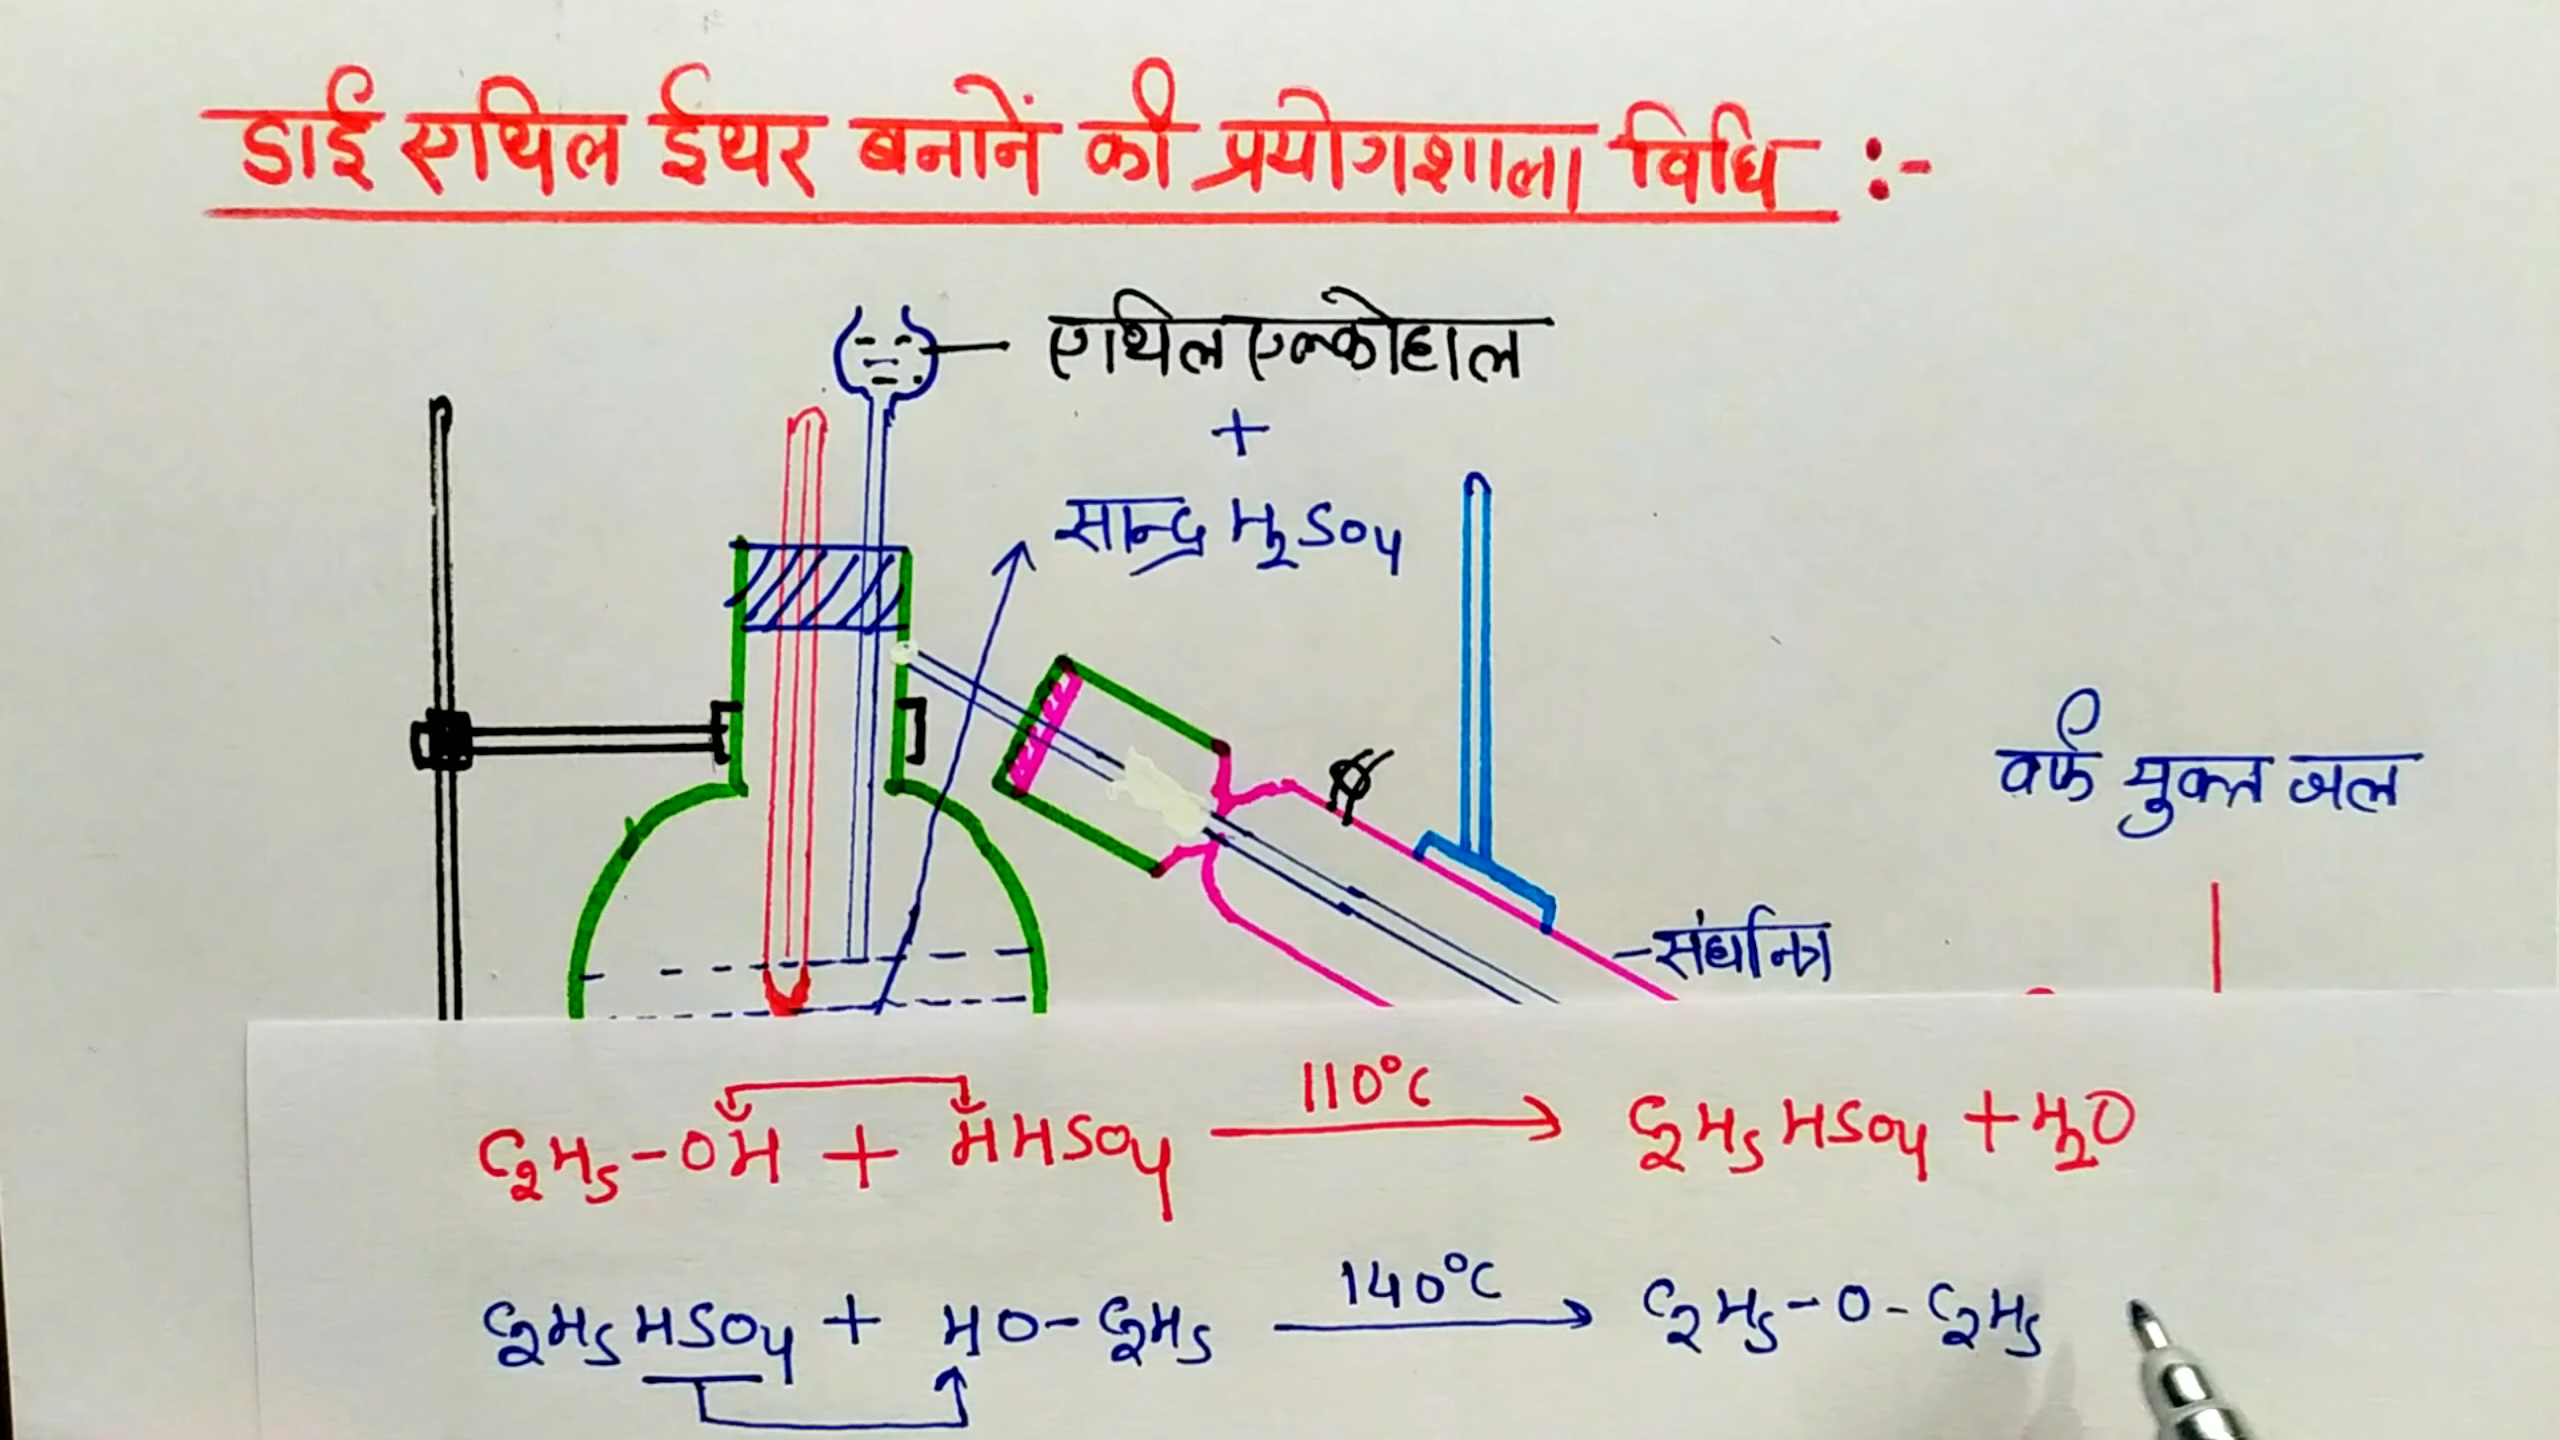 डाई एथिल ईथर बनानें की प्रयोगशाला विधि :-
एथिल एल्कोहाल
+
सान्द्र H2SO4
वर्फ युक्त जल
संघनित्र
110°C
C2H5-OH + HHSO4 → C2H5HSO4 + H2O
140°C
C2H5HSO4 + HO-C2H5 → C2H5-O-C2H5